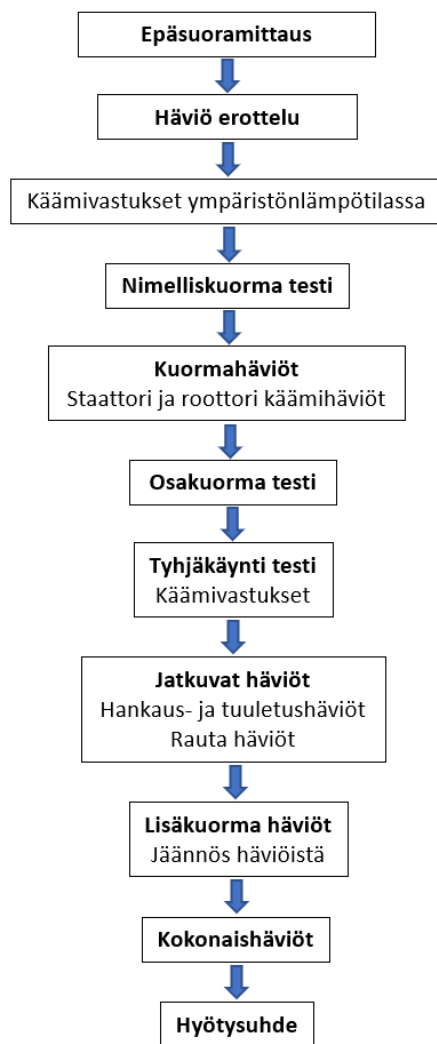 Epäsuoramittaus
Häviö erottelu
Käämivastukset ympäristönlämpötilassa
Nimelliskuorma testi
Kuormahäviöt
Staattori ja roottori käämihäviöt
Osakuorma testi
Tyhjäkäynti testi
Käämivastukset
Jatkuvat häviöt
Hankaus- ja tuuletushäviöt
Rauta häviöt
Lisäkuorma häviöt
Jäännös häviöistä
Kokonaishäviöt
Hyötysuhde